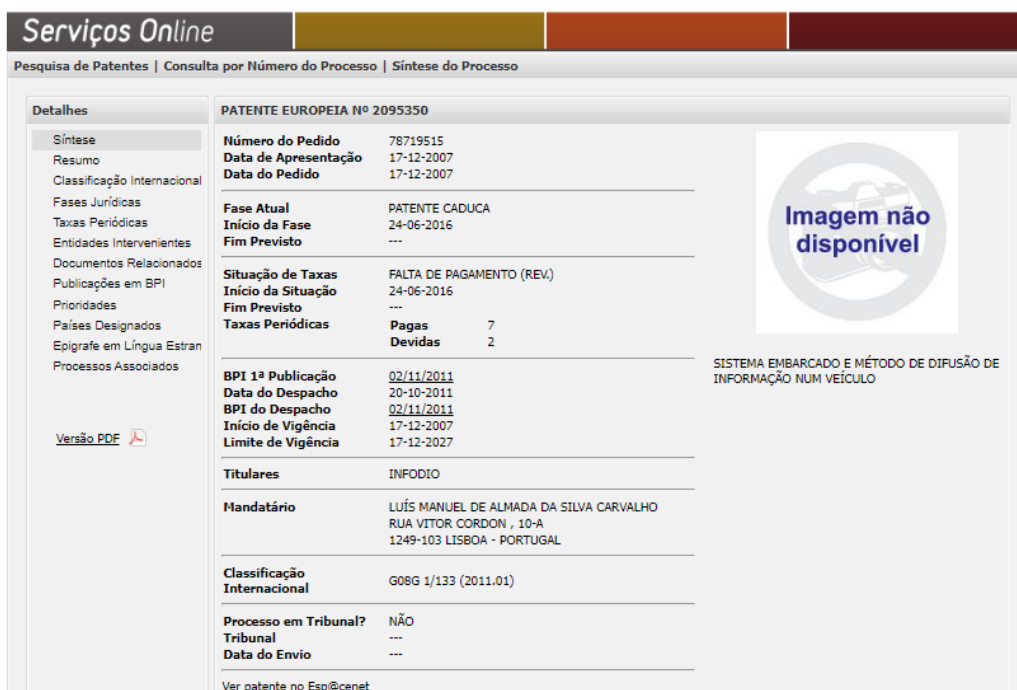 Serviços Online
Pesquisa de Patentes | Consulta por Número do Processo | Síntese do Processo
Detalhes
Síntese
Resumo
Classificação Internacional
Fases Jurídicas
Taxas Periódicas
Entidades Intervenientes
Documentos Relacionados
Publicações em BPI
Prioridades
Países Designados
Epigrafe em Língua Estran
Processos Associados
Versão PDF
PATENTE EUROPEIA Nº 2095350
Número do Pedido 78719515
Data de Apresentação 17-12-2007
Data do Pedido 17-12-2007
Fase Atual PATENTE CADUCA
Início da Fase 24-06-2016
Fim Previsto ---
Situação de Taxas FALTA DE PAGAMENTO (REV.)
Início da Situação 24-06-2016
Fim Previsto ---
Taxas Periódicas Pagas 7
Devidas 2
BPI 1ª Publicação 02/11/2011
Data do Despacho 20-10-2011
BPI do Despacho 02/11/2011
Início de Vigência 17-12-2007
Limite de Vigência 17-12-2027
Titulares INFODIO
Mandatário LUÍS MANUEL DE ALMADA DA SILVA CARVALHO
RUA VITOR CORDON , 10-A
1249-103 LISBOA - PORTUGAL
Classificação
Internacional G08G 1/133 (2011.01)
Processo em Tribunal? NÃO
Tribunal ---
Data do Envio ---
Ver patente no Esp@cenet
Imagem não
disponível
SISTEMA EMBARCADO E MÉTODO DE DIFUSÃO DE
INFORMAÇÃO NUM VEÍCULO